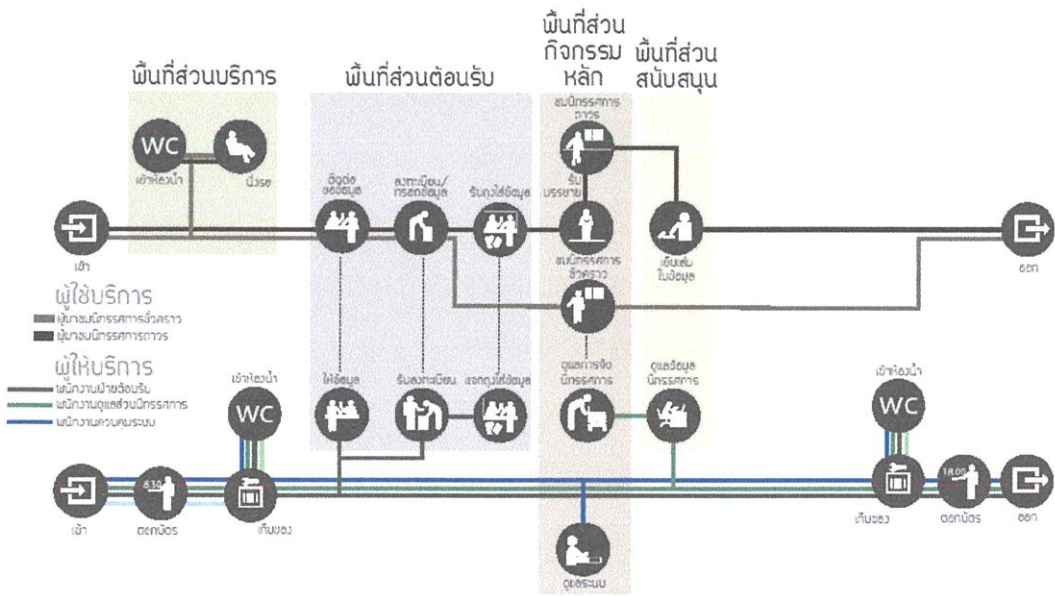 พื้นที่ส่วนบริการ
พื้นที่ส่วนต้อนรับ
พื้นที่ส่วน
กิจกรรม
หลัก
พื้นที่ส่วน
สนับสนุน
ชมนิทรรศการ
ถาวร
WC
เข้าห้องน้ำ
นั่งรอ
ติดต่อ
ขอข้อมูล
ลงทะเบียน/
กรอกข้อมูล
รับถุงใส่ข้อมูล
รับ
บรรยาย
เข้า
ชมนิทรรศการ
ชั่วคราว
เย็บเล่ม
ใบข้อมูล
ออก
ผู้ใช้บริการ
ผู้มาชมนิทรรศการชั่วคราว
ผู้มาชมนิทรรศการถาวร
ผู้ให้บริการ
พนักงานฝ่ายต้อนรับ
พนักงานดูแลส่วนนิทรรศการ
พนักงานควบคุมระบบ
เข้าห้องน้ำ
WC
ให้ข้อมูล
รับลงทะเบียน
แจกถุงใส่ข้อมูล
ดูแลการจัด
นิทรรศการ
ดูแลข้อมูล
นิทรรศการ
เข้าห้องน้ำ
WC
8.30
18.00
เข้า
ตอกบัตร
เก็บของ
เก็บของ
ตอกบัตร
ออก
ดูแลระบบ